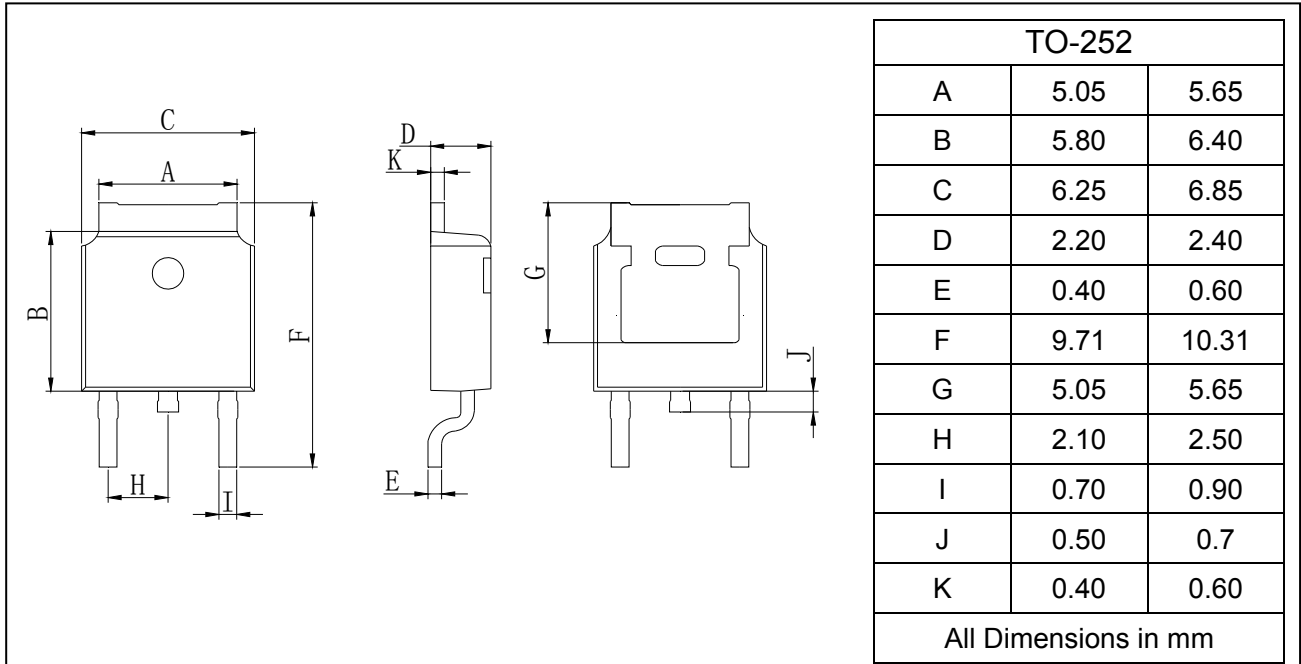 C
A
B
F
H
I
D
K
E
G
J
TO-252
A 5.05 5.65
B 5.80 6.40
C 6.25 6.85
D 2.20 2.40
E 0.40 0.60
F 9.71 10.31
G 5.05 5.65
H 2.10 2.50
I 0.70 0.90
J 0.50 0.7
K 0.40 0.60
All Dimensions in mm